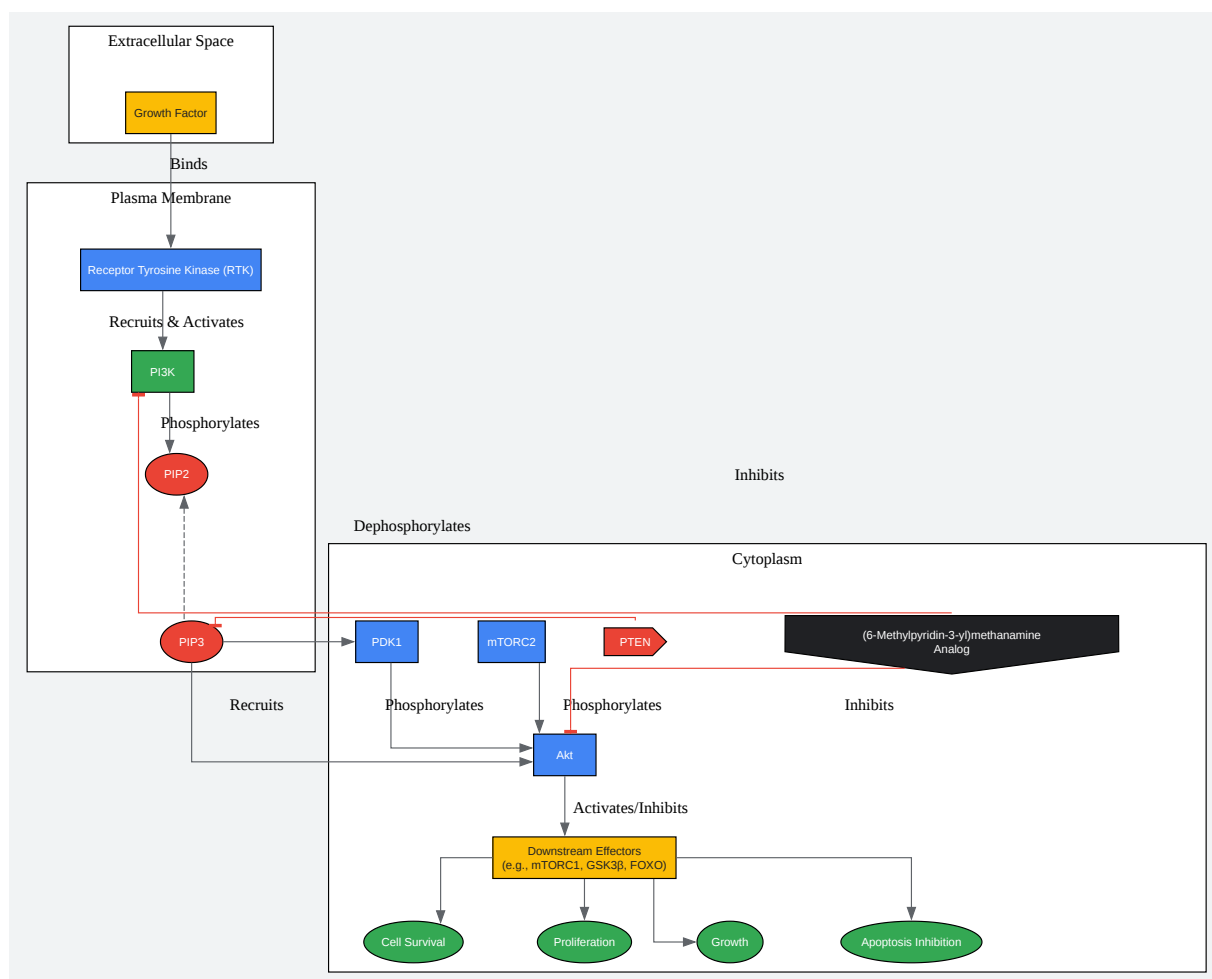 Extracellular Space
Growth Factor
Binds
Plasma Membrane
Receptor Tyrosine Kinase (RTK)
Recruits & Activates
PI3K
Phosphorylates
PIP2
Inhibits
Dephosphorylates
Cytoplasm
PIP3
PDK1
mTORC2
PTEN
(6-Methylpyridin-3-yl)methanamine
Analog
Recruits
Phosphorylates
Phosphorylates
Inhibits
Akt
Activates/Inhibits
Downstream Effectors
(e.g., mTORC1, GSK3β, FOXO)
Cell Survival
Proliferation
Growth
Apoptosis Inhibition